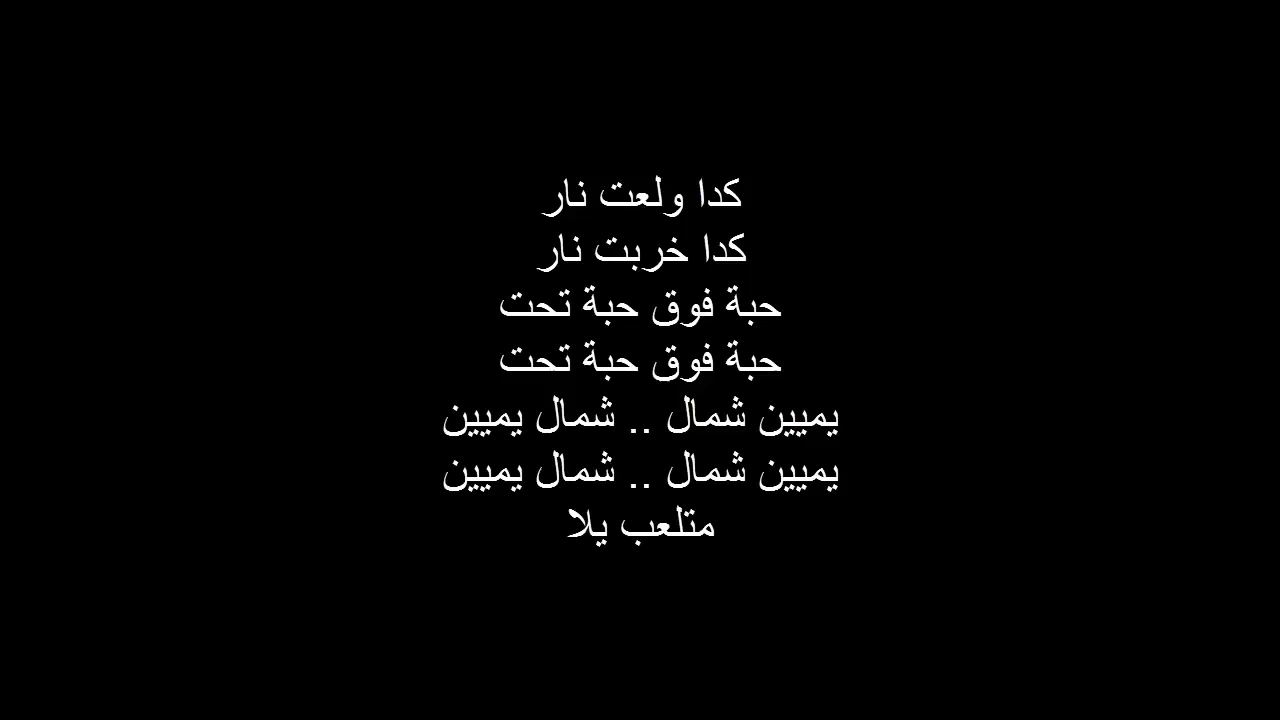 كدا ولعت نار
كدا خربت نار
حبة فوق حبة تحت
حبة فوق حبة تحت
يميين شمال .. شمال يميين
يميين شمال .. شمال يميين
متلعب يلا